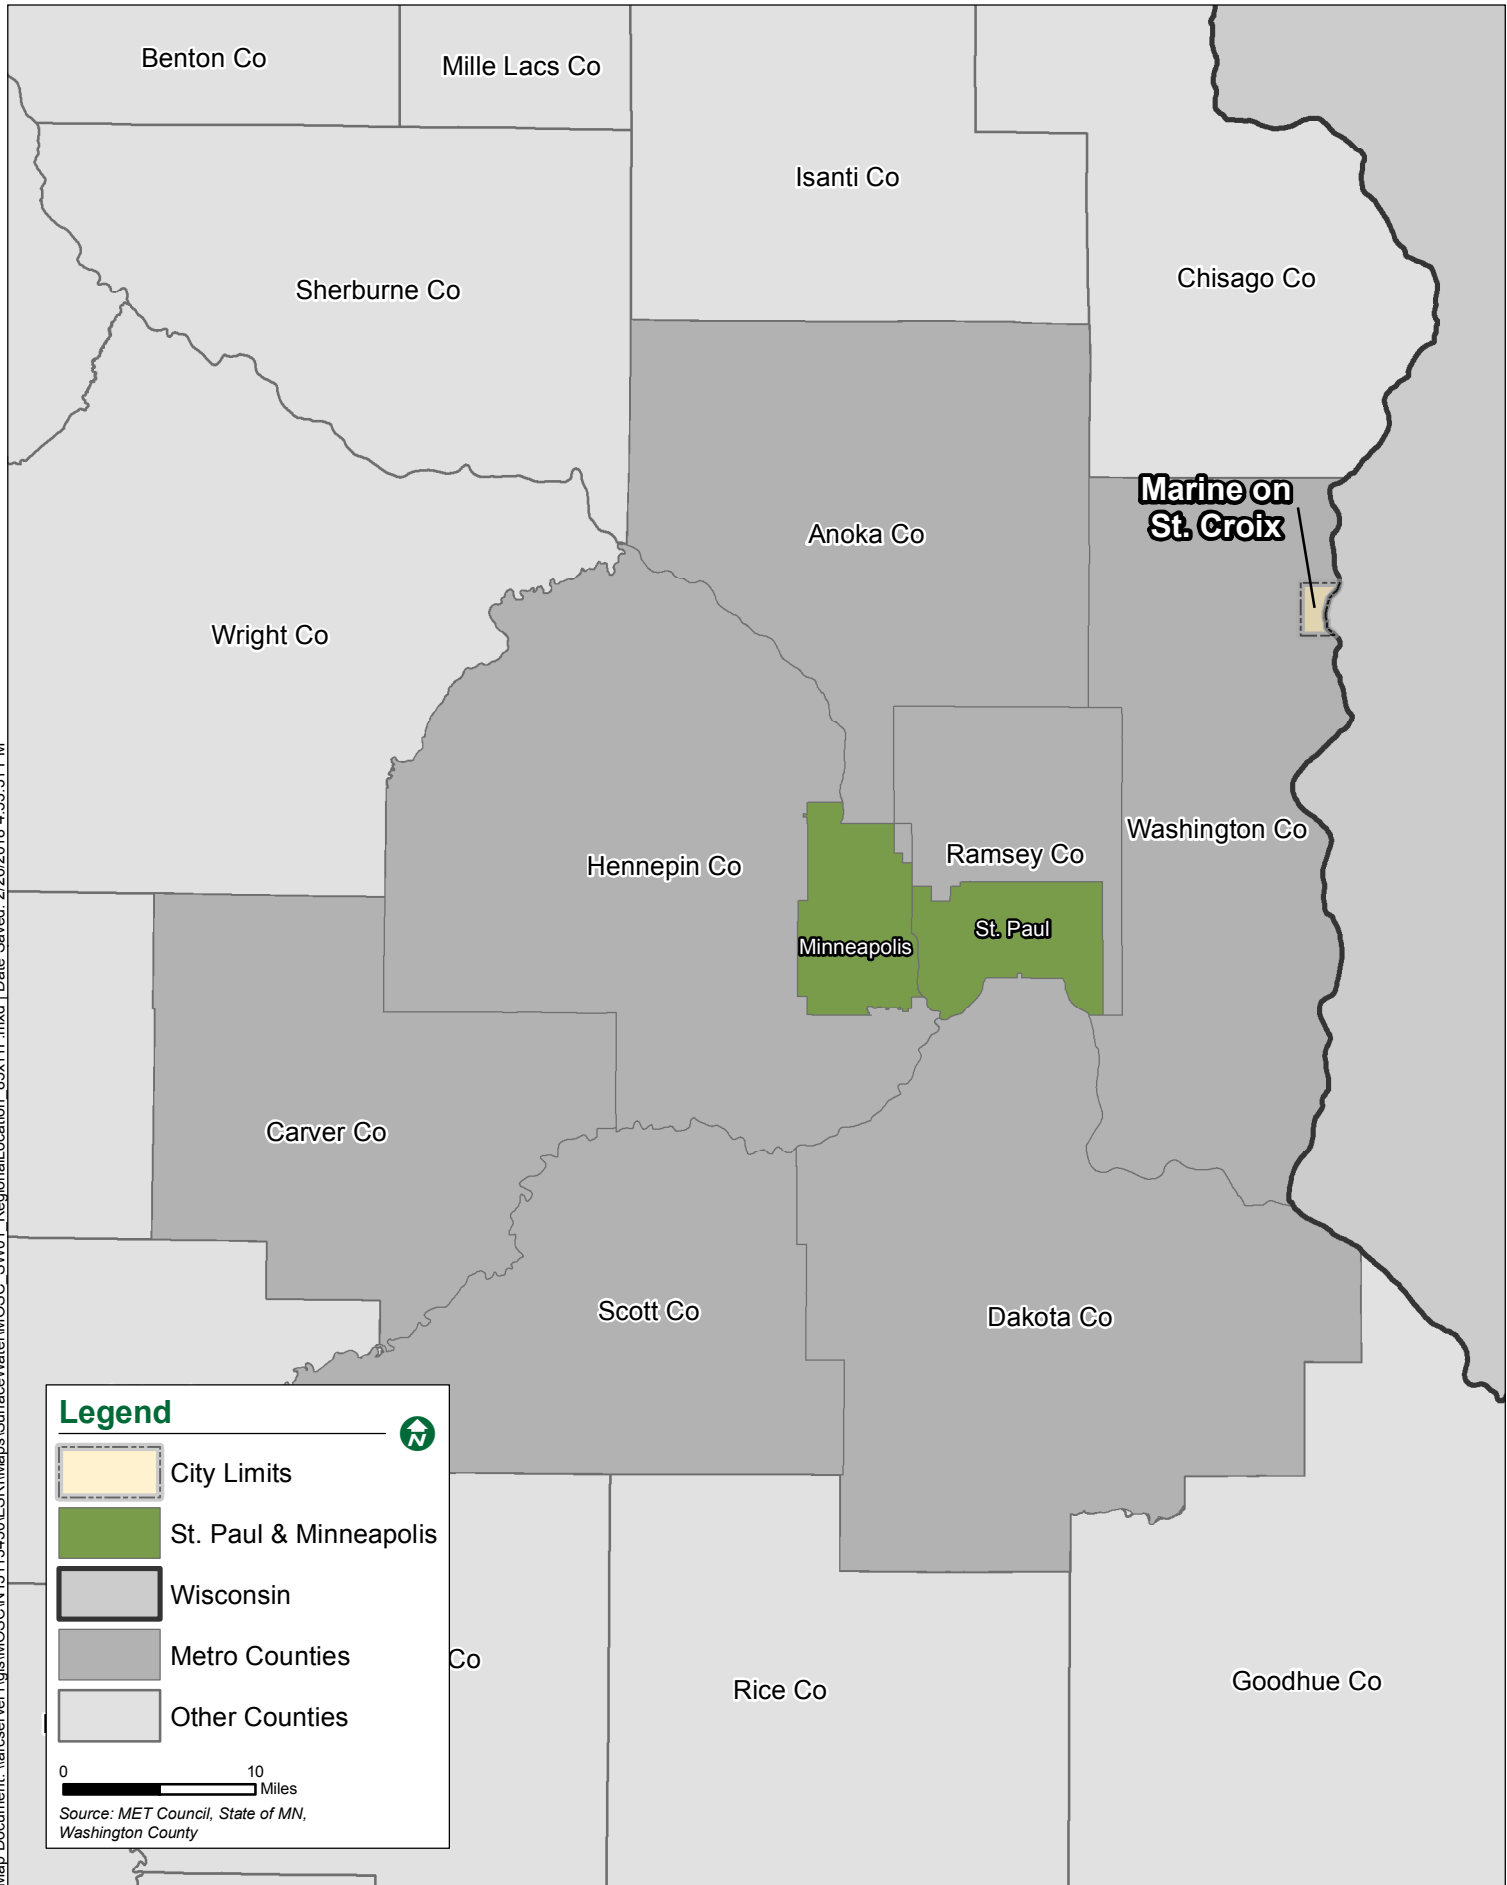 Benton Co
Mille Lacs Co
Isanti Co
Sherburne Co
Chisago Co
Marine on
St. Croix
Anoka Co
Wright Co
Washington Co
Ramsey Co
Hennepin Co
St. Paul
Minneapolis
Carver Co
Scott Co
Dakota Co
Legend
N
City Limits
St. Paul & Minneapolis
Wisconsin
Metro Counties
Other Counties
0 10
Miles
Source: MET Council, State of MN,
Washington County
Co
Rice Co
Goodhue Co